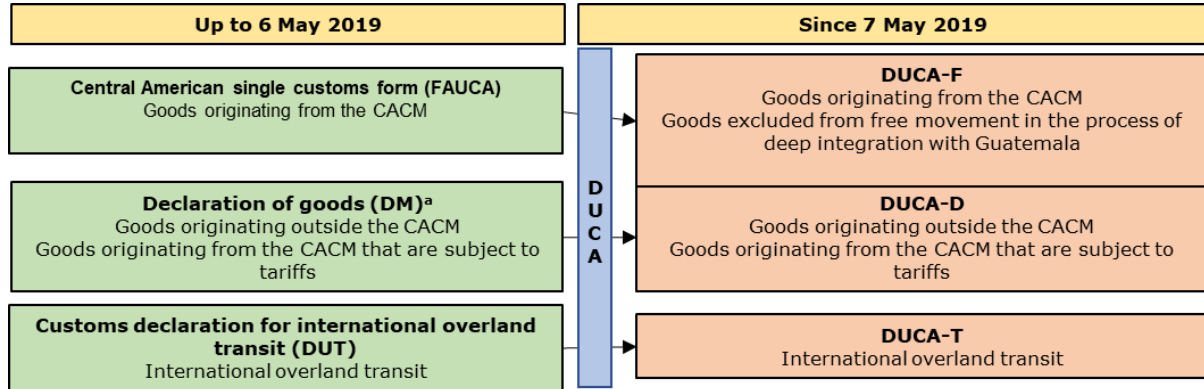 Up to 6 May 2019
Since 7 May 2019
Central American single customs form (FAUCA)
Goods originating from the CACM
DUCA-F
Goods originating from the CACM
Goods excluded from free movement in the process of
deep integration with Guatemala
Declaration of goods (DM)ᵃ
Goods originating outside the CACM
Goods originating from the CACM that are subject to
tariffs
D
U
C
A
DUCA-D
Goods originating outside the CACM
Goods originating from the CACM that are subject to
tariffs
Customs declaration for international overland
transit (DUT)
International overland transit
DUCA-T
International overland transit